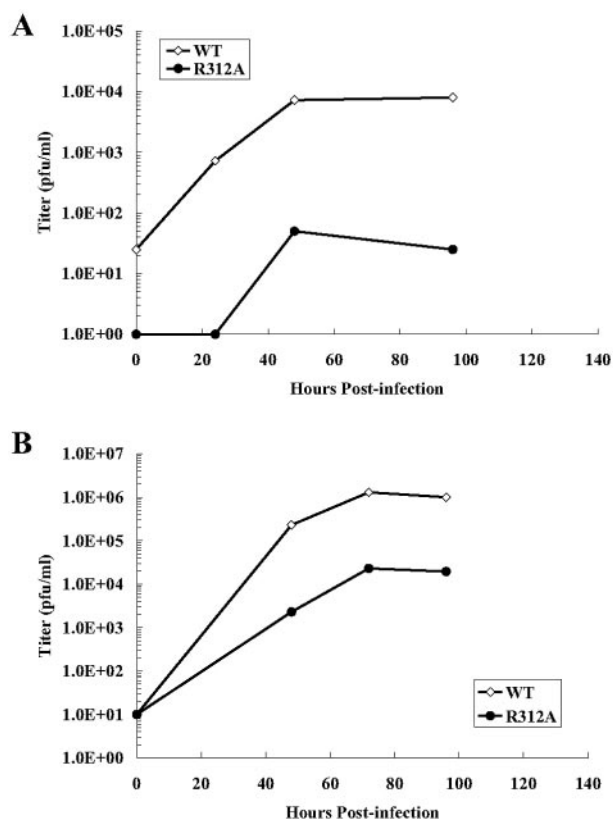 A
1.0E+05
1.0E+04
1.0E+03
1.0E+02
1.0E+01
1.0E+00
Titer (pfu/ml)
WT
R312A
0 20 40 60 80 100 120 140
Hours Post-infection
B
1.0E+07
1.0E+06
1.0E+05
1.0E+04
1.0E+03
1.0E+02
1.0E+01
1.0E+00
Titer (pfu/ml)
WT
R312A
0 20 40 60 80 100 120 140
Hours Post-infection